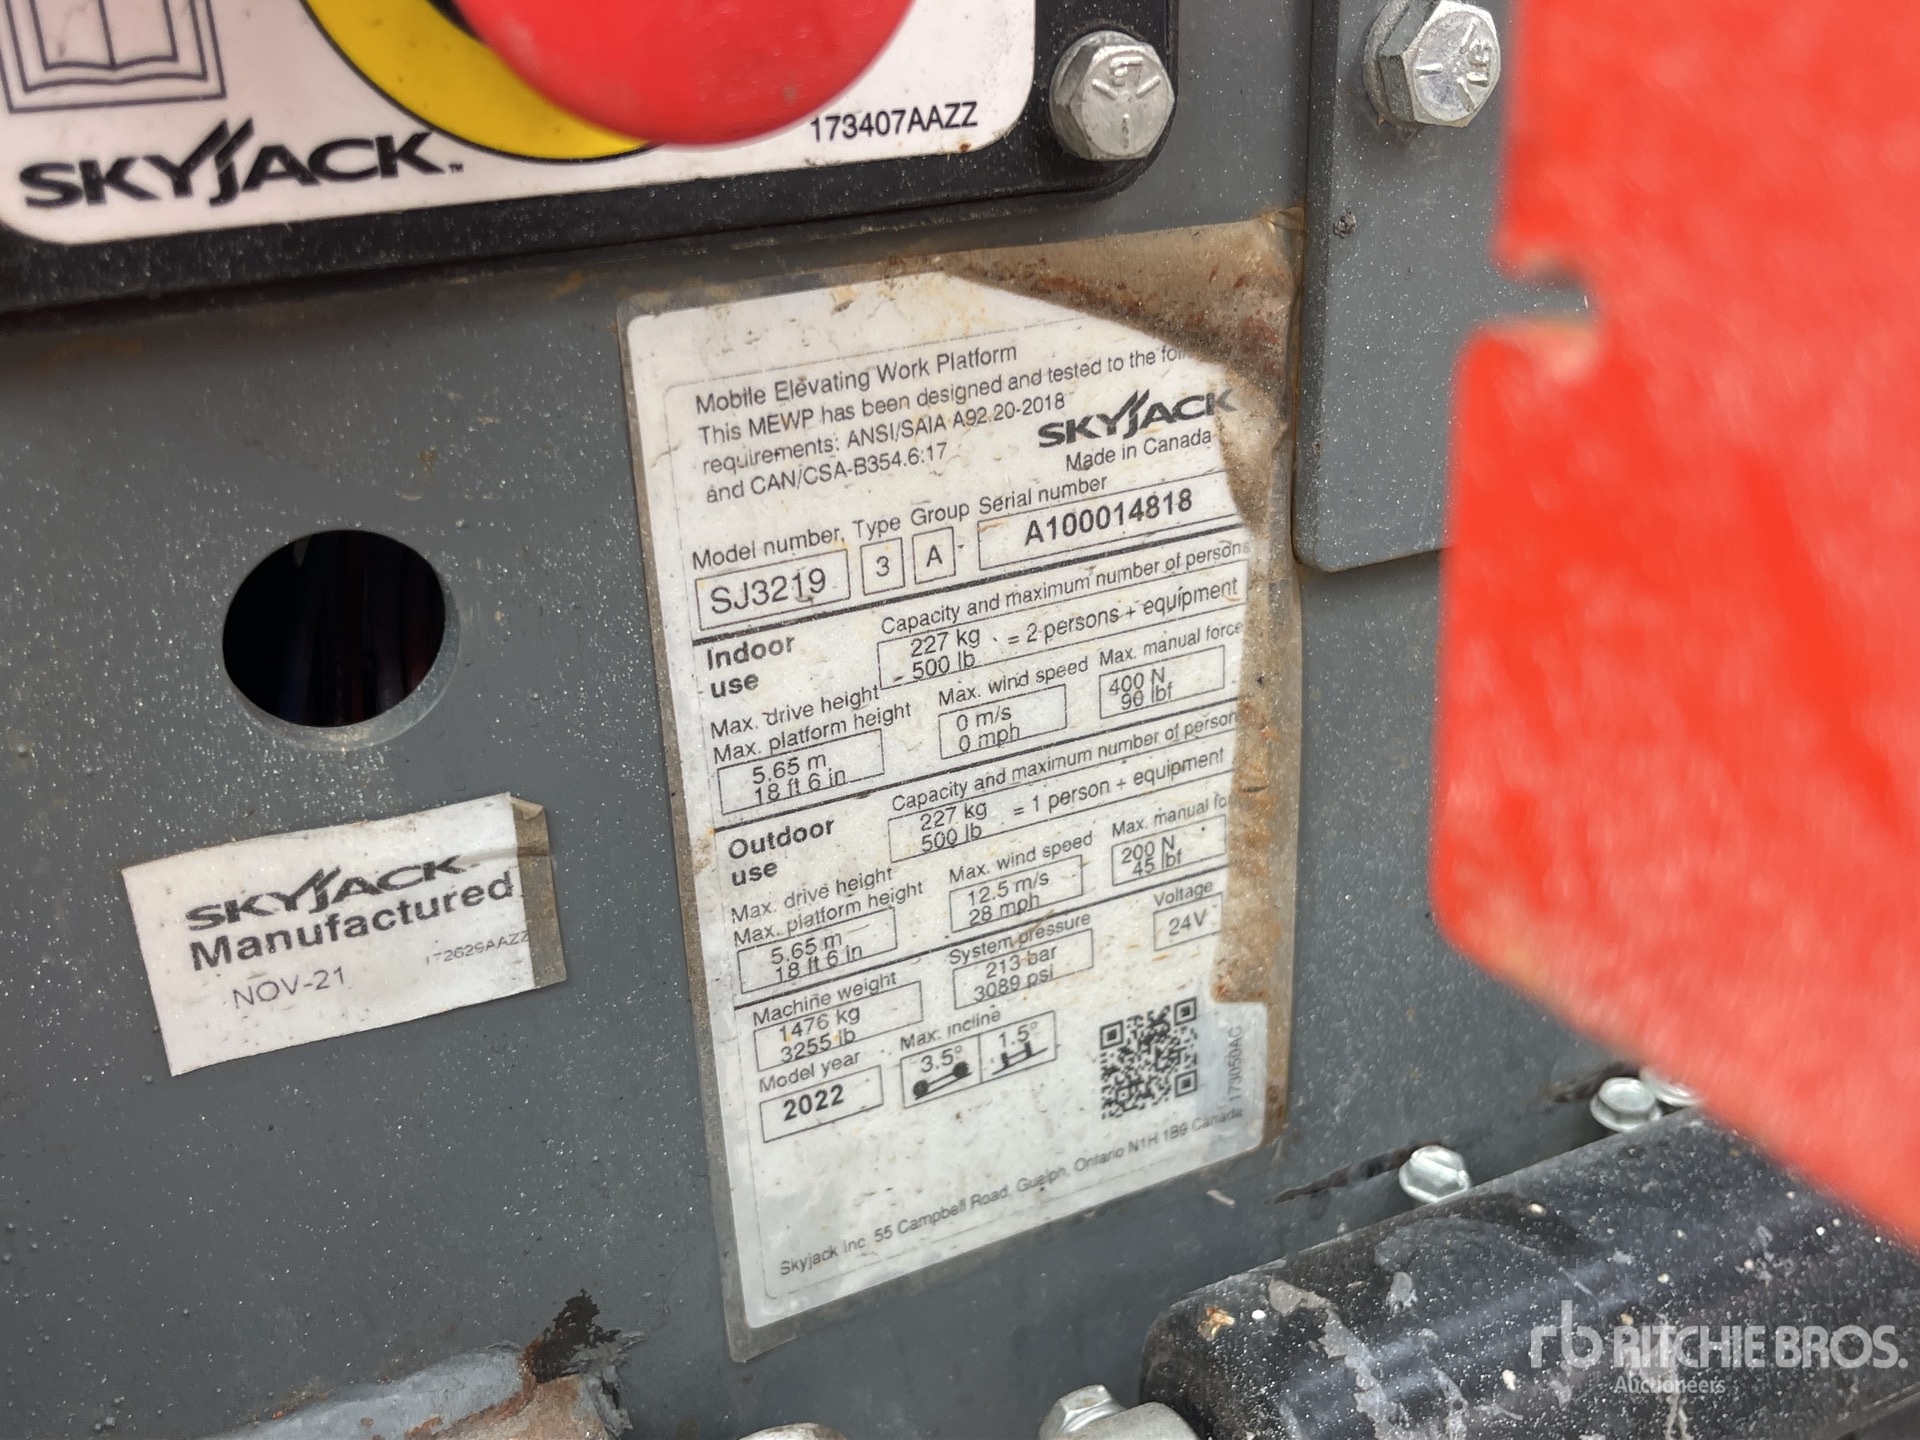 SKYJACK™
173407AAZZ
Mobile Elevating Work Platform
This MEWP has been designed and tested to the
requirements: ANSI/SAIA A92.20-2018
and CAN/CSA-B354.6:17
SKYJACK
Made in Canada
Model number Type Group Serial number
SJ3219 3 A A100014818
Indoor use
Capacity and maximum number of persons
227 kg
500 lb
= 2 persons + equipment
Max. drive height
Max. platform height
5.65 m
18 ft 6 in
Max. wind speed
0 m/s
0 mph
Max. manual force
400 N
90 lbf
Outdoor use
Capacity and maximum number of person
227 kg
500 lb
= 1 person + equipment
Max. drive height
Max. platform height
5.65 m
18 ft 6 in
Max. wind speed
12.5 m/s
28 mph
Max. manual
200 N
45 lbf
Machine weight
1476 kg
3255 lb
System pressure
213 bar
3089 psi
Voltage
24V
Model year
2022
Max. incline
3.5°
1.5°
173050AC
Skyjack Inc. 55 Campbell Road, Guelph, Ontario N1H 1B9 Canada
SKYJACK
Manufactured
NOV-21
172629AAZZ
rb RITCHIE BROS.
Auctioneers